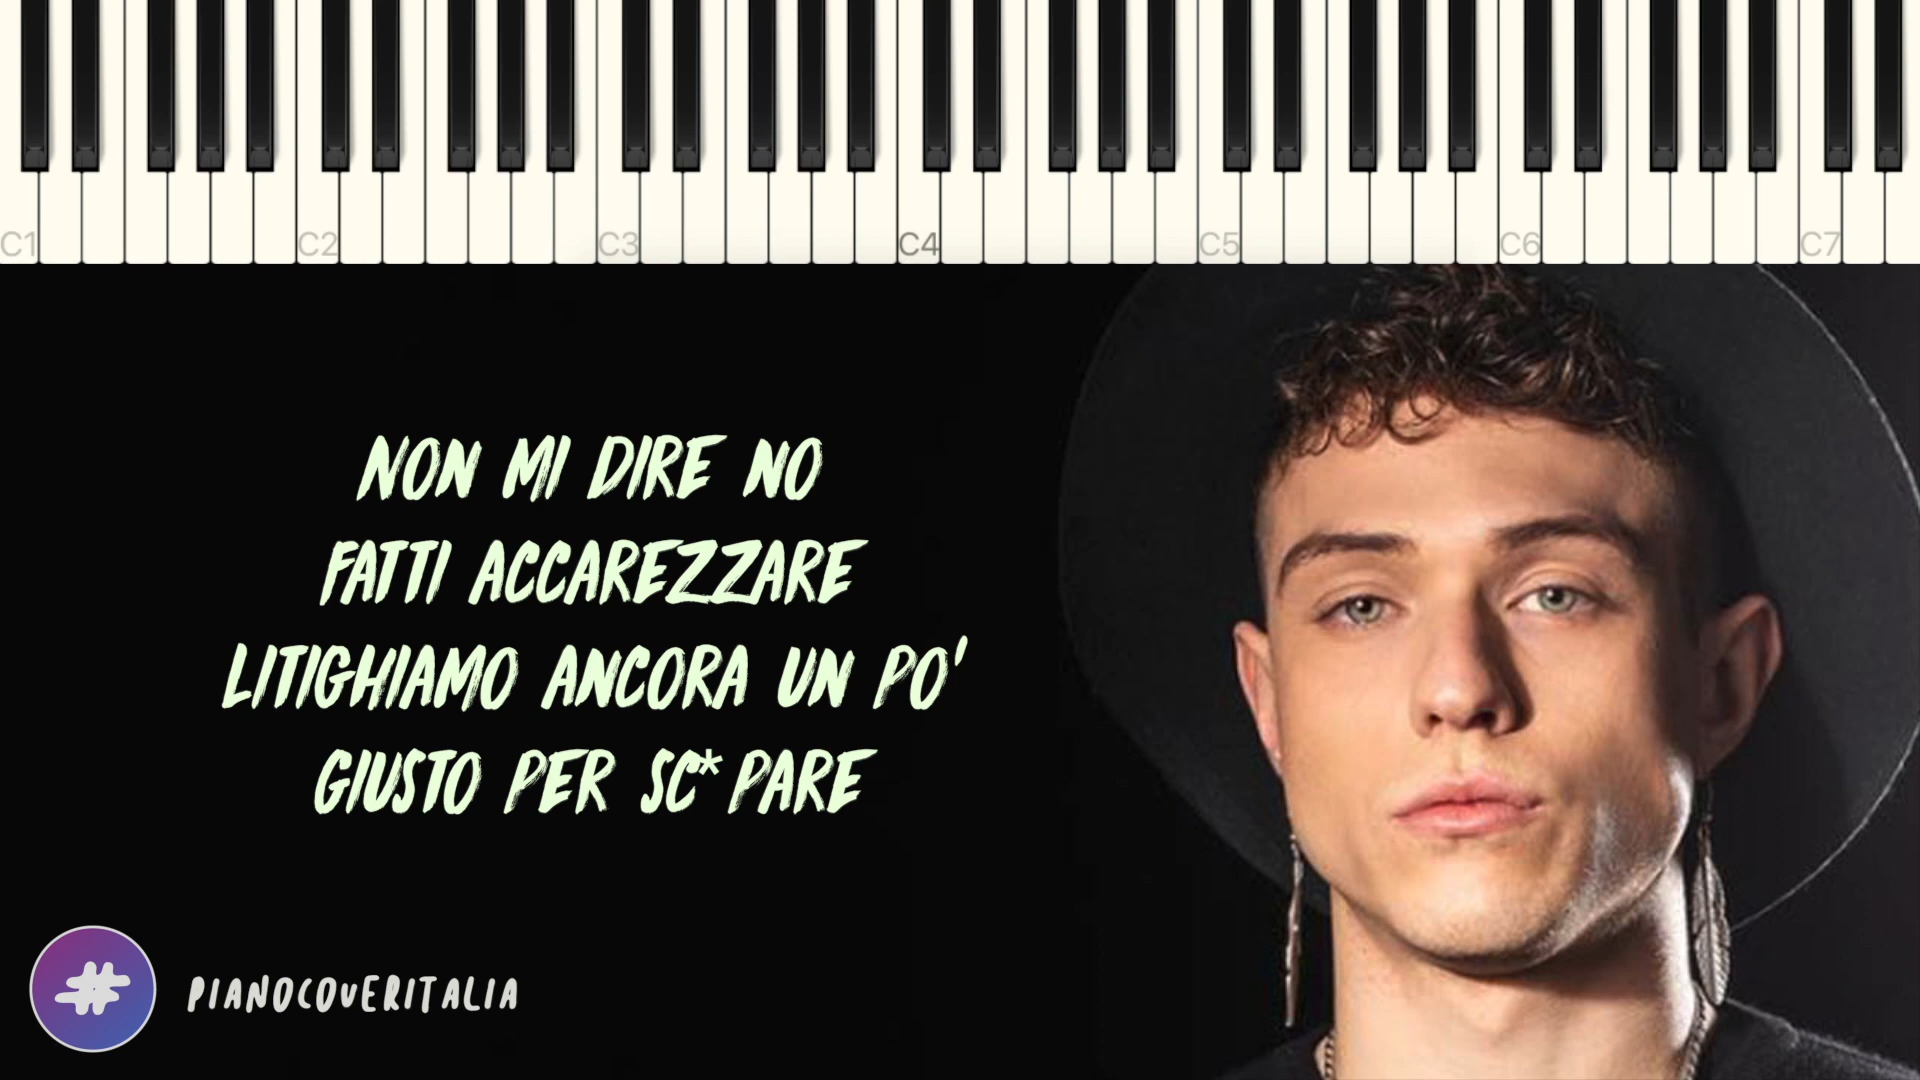 C1 C2 C3 C4 C5 C6 C7
NON MI DIRE NO
FATTI ACCAREZZARE
LITIGHIAMO ANCORA UN PO'
GIUSTO PER SC*PARE
# PIANOCOVERITALIA